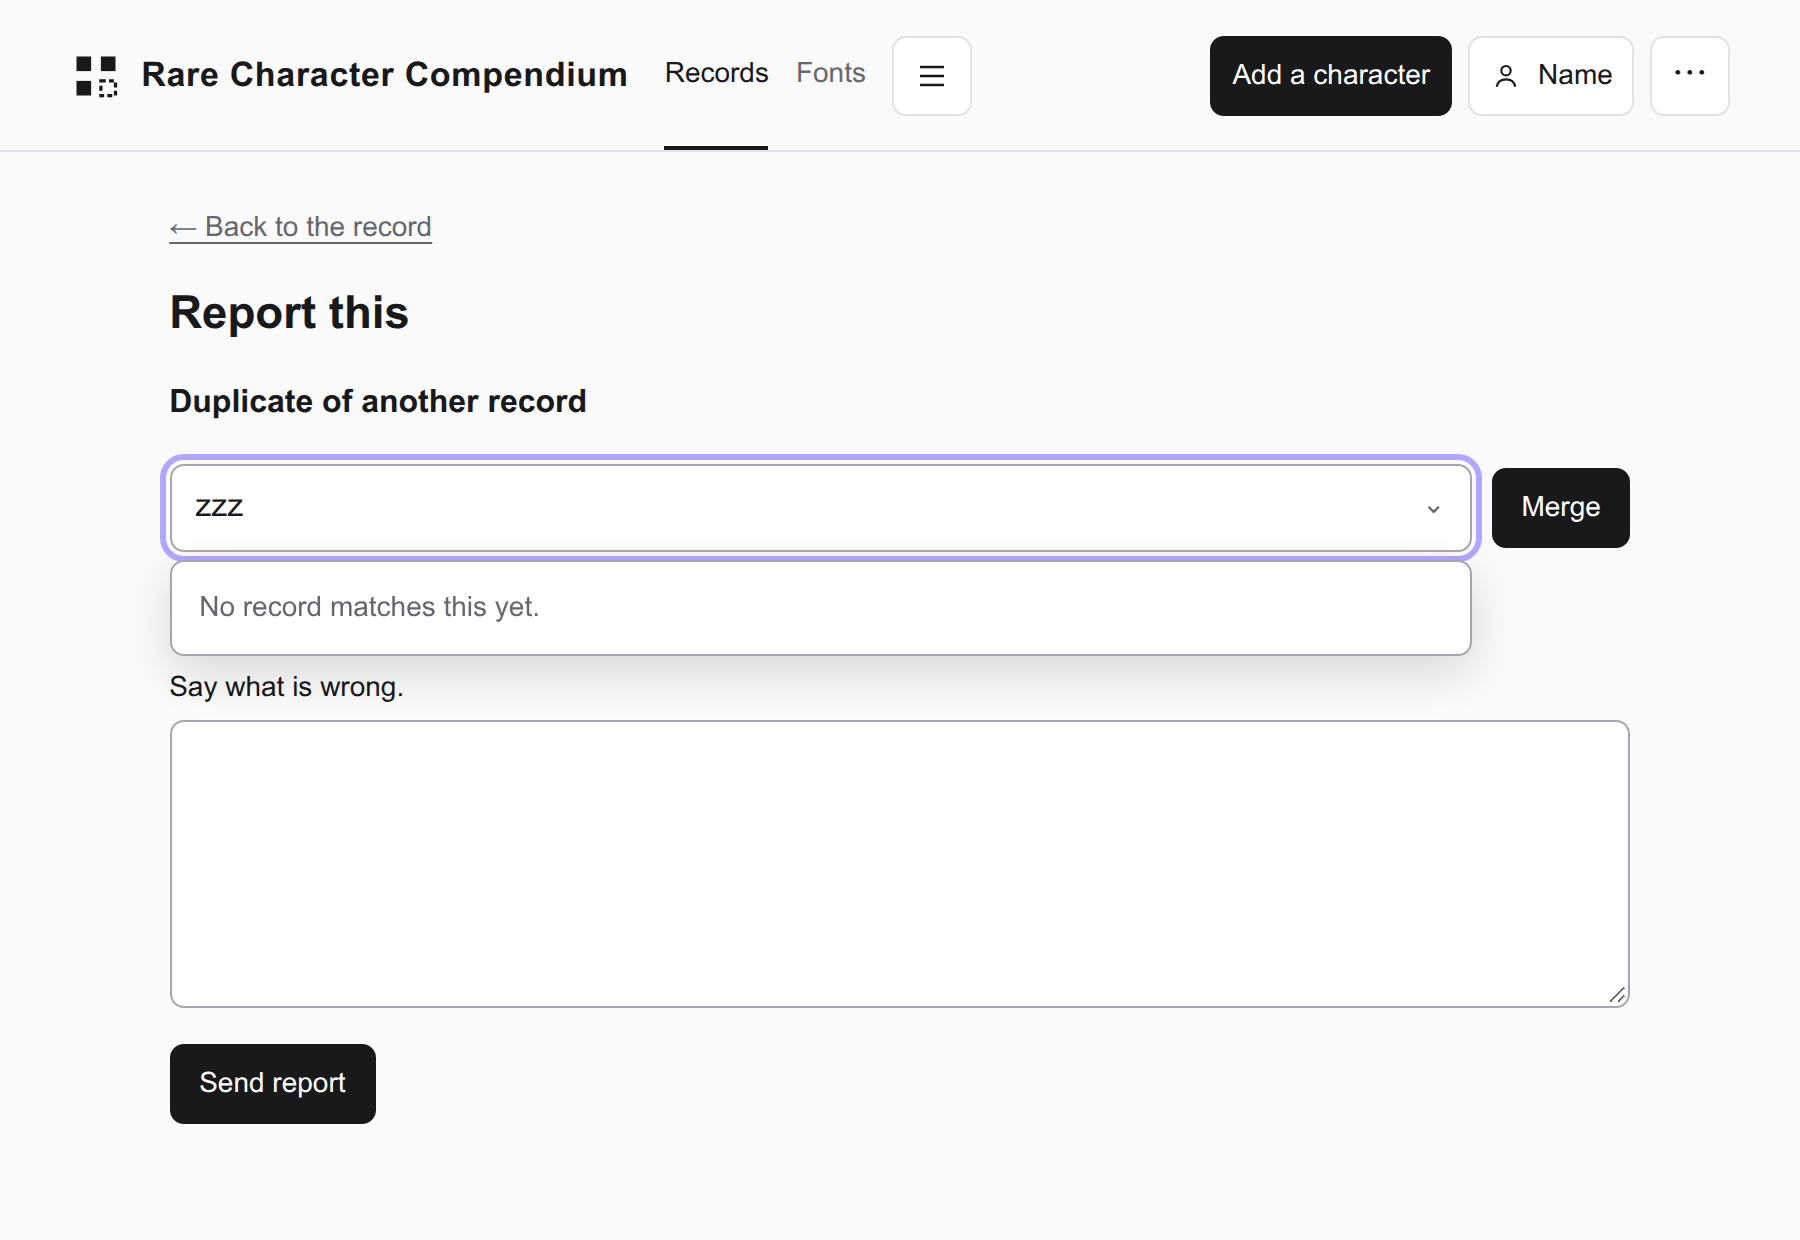 Rare Character Compendium Records Fonts Add a character Name ...
← Back to the record
Report this
Duplicate of another record
zzz Merge
No record matches this yet.
Say what is wrong.
Send report